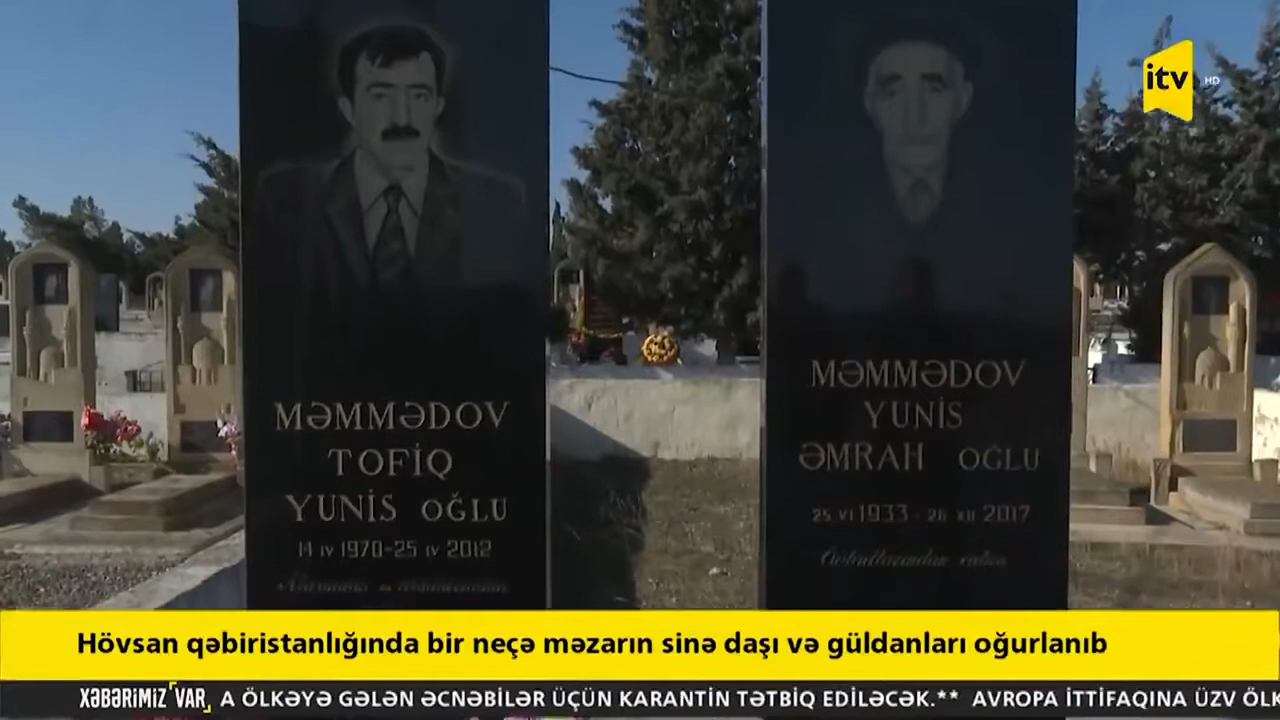 itv HD
MƏMMƏDOV
TOFİQ
YUNİS OĞLU
14 IV 1970-25 IV 2012
MƏMMƏDOV
YUNİS
ƏMRAH OĞLU
25 VI 1933 - 26 XII 2017
Hövsan qəbiristanlığında bir neçə məzarın sinə daşı və güldanları oğurlanıb
XƏBƏRİMİZ VAR
A ÖLKƏYƏ GƏLƏN ƏCNƏBİLƏR ÜÇÜN KARANTİN TƏTBİQ EDİLƏCƏK.** AVROPA İTTİFAQINA ÜZV ÖLK